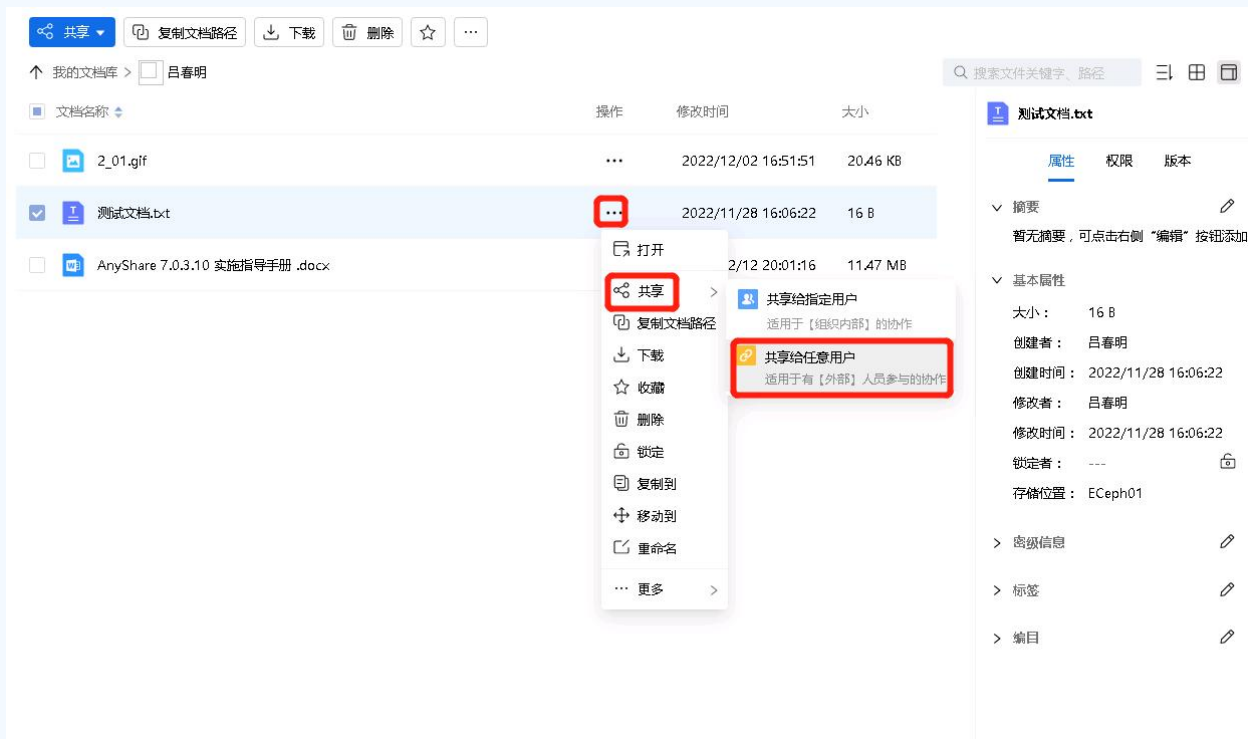 共享
复制文档路径
下载
删除
...
我的文档库 > 吕春明
搜索文件关键字、路径
文档名称 操作 修改时间 大小
2_01.gif ... 2022/12/02 16:51:51 20.46 KB
测试文档.txt ... 2022/11/28 16:06:22 16 B
AnyShare 7.0.3.10 实施指导手册 .docx 2/12 20:01:16 11.47 MB
打开
共享 >
复制文档路径
下载
收藏
删除
锁定
复制到
移动到
重命名
... 更多 >
共享给指定用户
适用于【组织内部】的协作
共享给任意用户
适用于有【外部】人员参与的协作
测试文档.txt
属性 权限 版本
摘要
暂无摘要，可点击右侧“编辑”按钮添加
基本属性
大小： 16 B
创建者： 吕春明
创建时间： 2022/11/28 16:06:22
修改者： 吕春明
修改时间： 2022/11/28 16:06:22
锁定者： ---
存储位置： ECeph01
密级信息
标签
编目